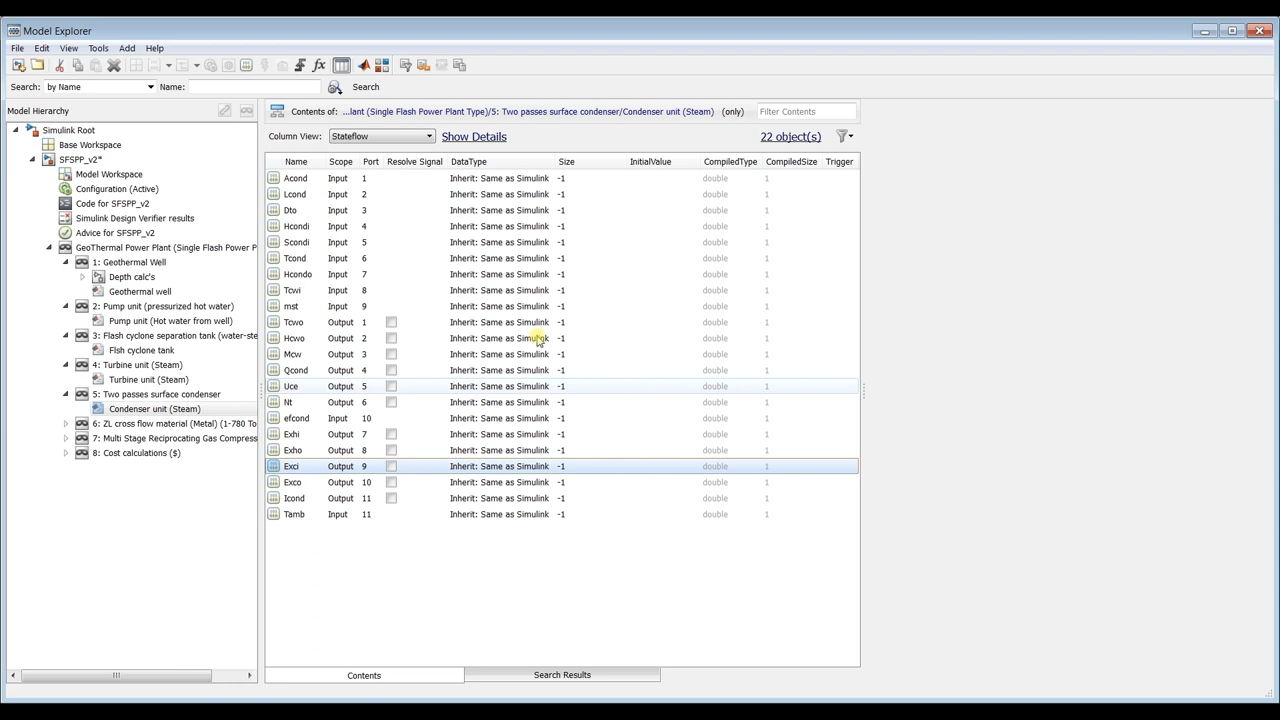 Model Explorer
File Edit View Tools Add Help
Search: by Name Name: Search
Model Hierarchy
Simulink Root
Base Workspace
SFSPP_v2*
Model Workspace
Configuration (Active)
Code for SFSPP_v2
Simulink Design Verifier results
Advice for SFSPP_v2
GeoThermal Power Plant (Single Flash Power P
1: Geothermal Well
Depth calc's
Geothermal well
2: Pump unit (pressurized hot water)
Pump unit (Hot water from well)
3: Flash cyclone separation tank (water-ste
Flsh cyclone tank
4: Turbine unit (Steam)
Turbine unit (Steam)
5: Two passes surface condenser
Condenser unit (Steam)
6: ZL cross flow material (Metal) (1-780 To
7: Multi Stage Reciprocating Gas Compress
8: Cost calculations ($)
Contents of: ...lant (Single Flash Power Plant Type)/5: Two passes surface condenser/Condenser unit (Steam) (only) Filter Contents
Column View: Stateflow Show Details 22 object(s)
Name Scope Port Resolve Signal DataType Size InitialValue CompiledType CompiledSize Trigger
Acond Input 1 Inherit: Same as Simulink -1 double 1
Lcond Input 2 Inherit: Same as Simulink -1 double 1
Dto Input 3 Inherit: Same as Simulink -1 double 1
Hcondi Input 4 Inherit: Same as Simulink -1 double 1
Scondi Input 5 Inherit: Same as Simulink -1 double 1
Tcond Input 6 Inherit: Same as Simulink -1 double 1
Hcondo Input 7 Inherit: Same as Simulink -1 double 1
Tcwi Input 8 Inherit: Same as Simulink -1 double 1
mst Input 9 Inherit: Same as Simulink -1 double 1
Tcwo Output 1 Inherit: Same as Simulink -1 double 1
Hcwo Output 2 Inherit: Same as Simulink -1 double 1
Mcw Output 3 Inherit: Same as Simulink -1 double 1
Qcond Output 4 Inherit: Same as Simulink -1 double 1
Uce Output 5 Inherit: Same as Simulink -1 double 1
Nt Output 6 Inherit: Same as Simulink -1 double 1
efcond Input 10 Inherit: Same as Simulink -1 double 1
Exhi Output 7 Inherit: Same as Simulink -1 double 1
Exho Output 8 Inherit: Same as Simulink -1 double 1
Exci Output 9 Inherit: Same as Simulink -1 double 1
Exco Output 10 Inherit: Same as Simulink -1 double 1
Icond Output 11 Inherit: Same as Simulink -1 double 1
Tamb Input 11 Inherit: Same as Simulink -1 double 1
Contents Search Results